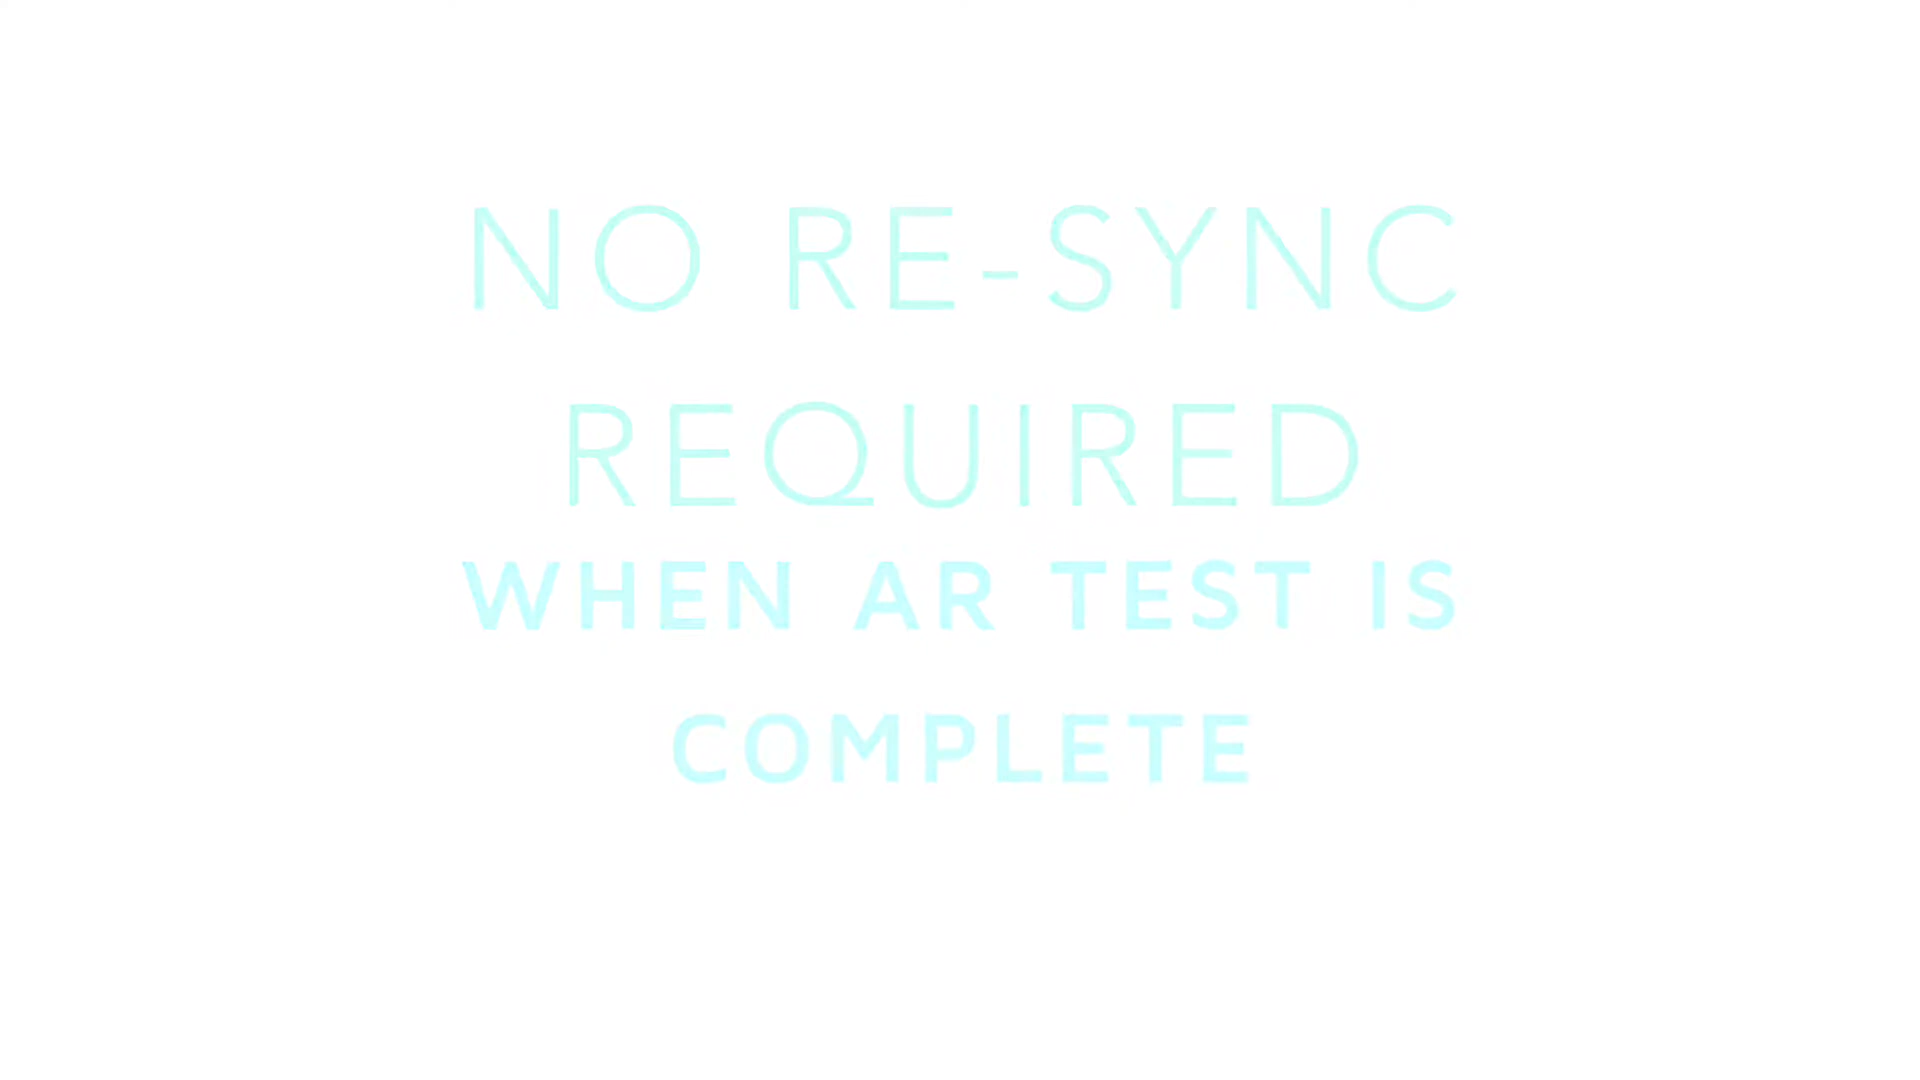 NO RE-SYNC
REQUIRED
WHEN AR TEST IS
COMPLETE